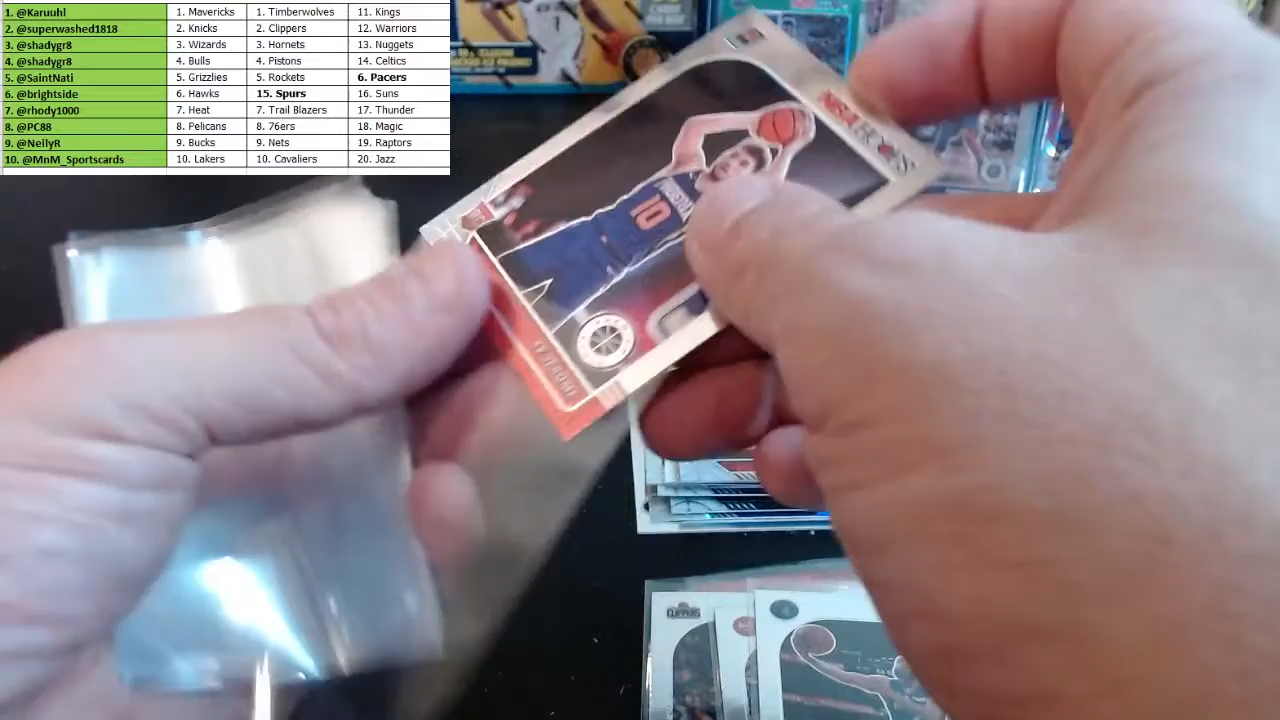 1. @Karuuhl 1. Mavericks 1. Timberwolves 11. Kings
2. @superwashed1818 2. Knicks 2. Clippers 12. Warriors
3. @shadygr8 3. Wizards 3. Hornets 13. Nuggets
4. @shadygr8 4. Bulls 4. Pistons 14. Celtics
5. @SaintNati 5. Grizzlies 5. Rockets 6. Pacers
6. @brightside 6. Hawks 15. Spurs 16. Suns
7. @rhody1000 7. Heat 7. Trail Blazers 17. Thunder
8. @PC88 8. Pelicans 8. 76ers 18. Magic
9. @NeilyR 9. Bucks 9. Nets 19. Raptors
10. @MnM_Sportscards 10. Lakers 10. Cavaliers 20. Jazz
NBA HOOPS
10
TY JEROME
CLIPPERS